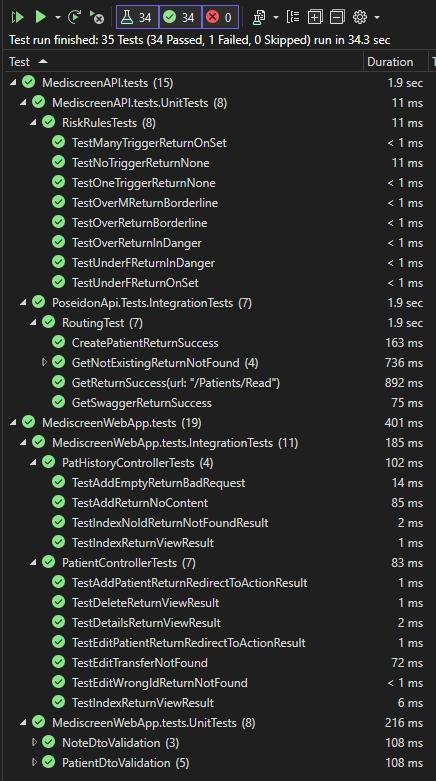 34 34 0
Test run finished: 35 Tests (34 Passed, 1 Failed, 0 Skipped) run in 34.3 sec
Test Duration T
MediscreenAPI.tests (15) 1.9 sec
MediscreenAPI.tests.UnitTests (8) 11 ms
RiskRulesTests (8) 11 ms
TestManyTriggerReturnOnSet < 1 ms
TestNoTriggerReturnNone 11 ms
TestOneTriggerReturnNone < 1 ms
TestOverMReturnBorderline < 1 ms
TestOverReturnBorderline < 1 ms
TestOverReturnInDanger < 1 ms
TestUnderFReturnInDanger < 1 ms
TestUnderFReturnOnSet < 1 ms
PoseidonApi.Tests.IntegrationTests (7) 1.9 sec
RoutingTest (7) 1.9 sec
CreatePatientReturnSuccess 163 ms
GetNotExistingReturnNotFound (4) 736 ms
GetReturnSuccess(url: "/Patients/Read") 892 ms
GetSwaggerReturnSuccess 75 ms
MediscreenWebApp.tests (19) 401 ms
MediscreenWebApp.tests.IntegrationTests (11) 185 ms
PatHistoryControllerTests (4) 102 ms
TestAddEmptyReturnBadRequest 14 ms
TestAddReturnNoContent 85 ms
TestIndexNoIdReturnNotFoundResult 2 ms
TestIndexReturnViewResult 1 ms
PatientControllerTests (7) 83 ms
TestAddPatientReturnRedirectToActionResult 1 ms
TestDeleteReturnViewResult 1 ms
TestDetailsReturnViewResult 2 ms
TestEditPatientReturnRedirectToActionResult 1 ms
TestEditTransferNotFound 72 ms
TestEditWrongIdReturnNotFound < 1 ms
TestIndexReturnViewResult 6 ms
MediscreenWebApp.tests.UnitTests (8) 216 ms
NoteDtoValidation (3) 108 ms
PatientDtoValidation (5) 108 ms